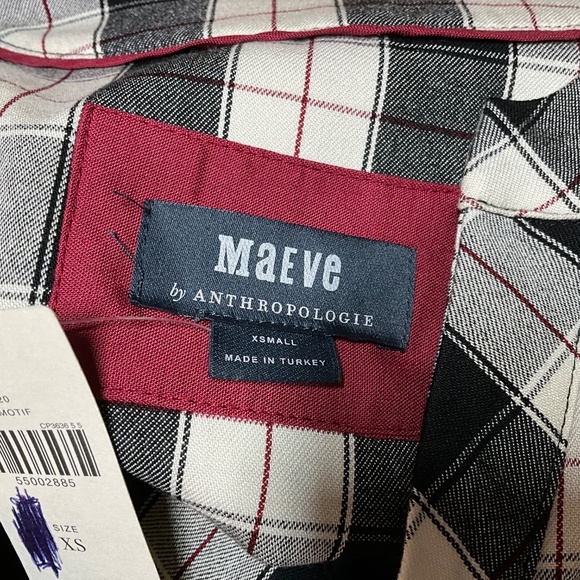 MaEVe
by ANTHROPOLOGIE
XSMALL
MADE IN TURKEY
20
MOTIF
CP3636 5.5
55002885
SIZE
XS